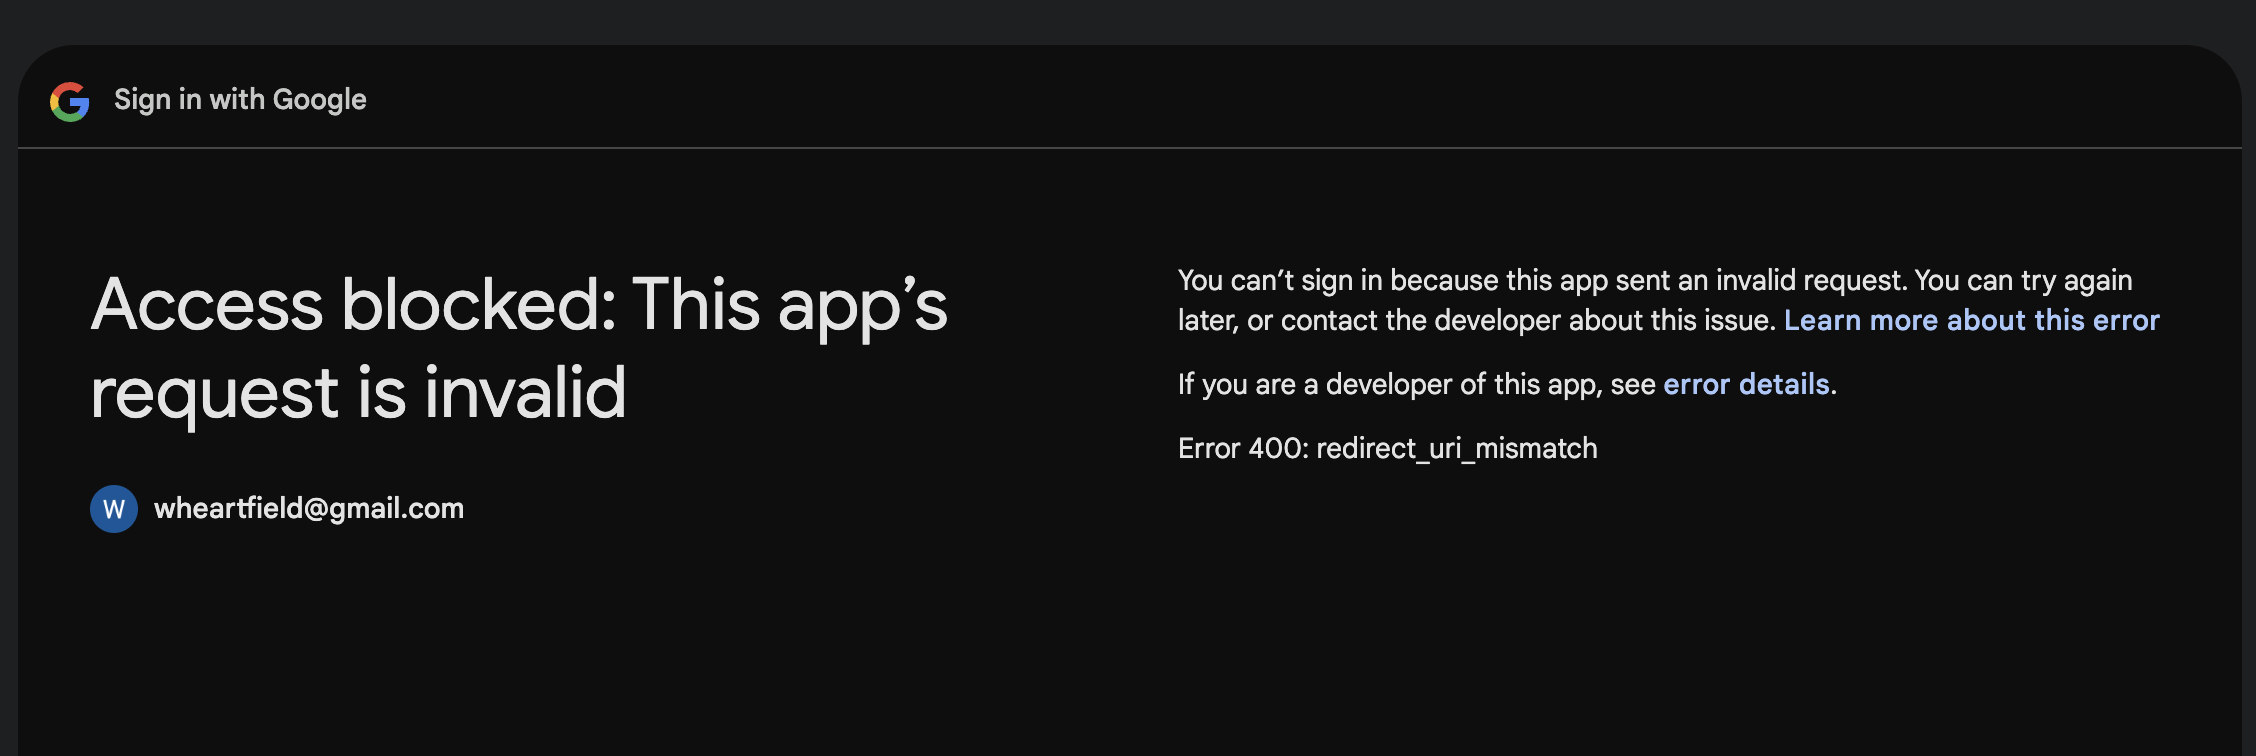 Sign in with Google
Access blocked: This app’s
request is invalid
W wheartfield@gmail.com
You can’t sign in because this app sent an invalid request. You can try again
later, or contact the developer about this issue. Learn more about this error
If you are a developer of this app, see error details.
Error 400: redirect_uri_mismatch